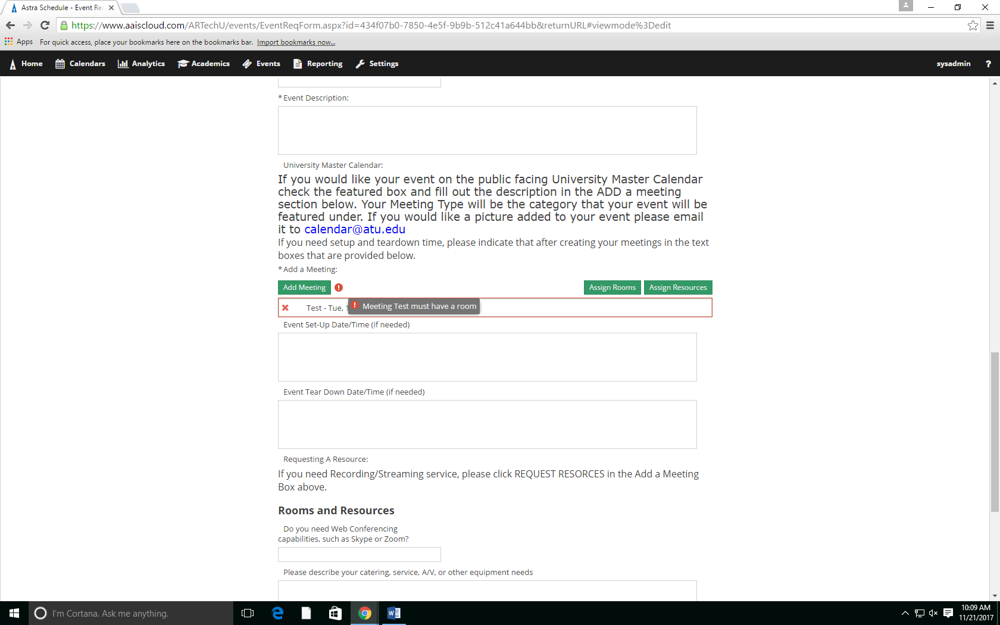 Astra Schedule - Event Re
https://www.aaiscloud.com/ARTechU/events/EventReqForm.aspx?id=434f07b0-7850-4e5f-9b9b-512c41a644bb&returnURL#viewmode%3Dedit
Apps For quick access, place your bookmarks here on the bookmarks bar. Import bookmarks now...
Home Calendars Analytics Academics Events Reporting Settings sysadmin ?
* Event Description:
University Master Calendar:
If you would like your event on the public facing University Master Calendar
check the featured box and fill out the description in the ADD a meeting
section below. Your Meeting Type will be the category that your event will be
featured under. If you would like a picture added to your event please email
it to calendar@atu.edu
If you need setup and teardown time, please indicate that after creating your meetings in the text
boxes that are provided below.
* Add a Meeting:
Add Meeting Assign Rooms Assign Resources
Test - Tue, Meeting Test must have a room
Event Set-Up Date/Time (if needed)
Event Tear Down Date/Time (if needed)
Requesting A Resource:
If you need Recording/Streaming service, please click REQUEST RESORCES in the Add a Meeting
Box above.
Rooms and Resources
Do you need Web Conferencing
capabilities, such as Skype or Zoom?
Please describe your catering, service, A/V, or other equipment needs
I'm Cortana. Ask me anything.
10:09 AM
11/21/2017